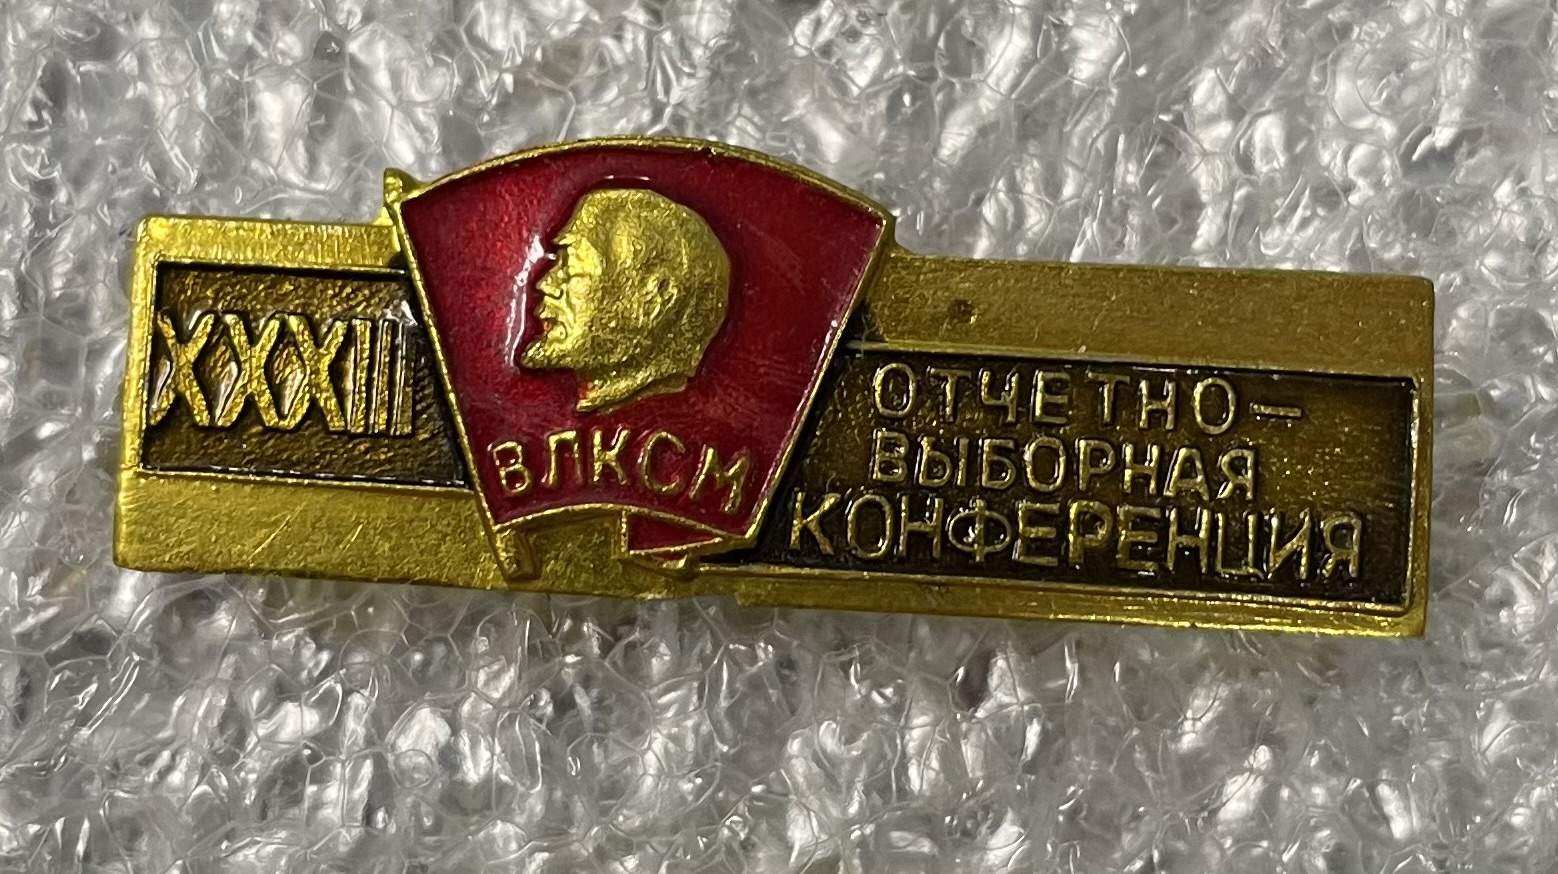 XXXIII
ВЛКСМ
ОТЧЕТНО-
ВЫБОРНАЯ
КОНФЕРЕНЦИЯ